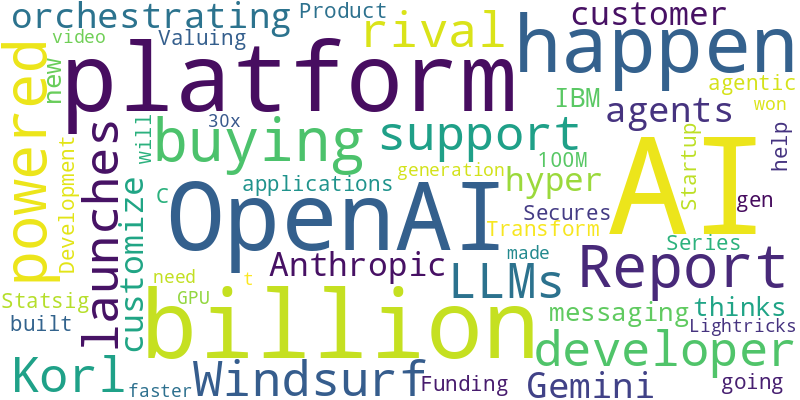 orchestrating
Product
customer
video
Valuing
rival
happen
new
platform
agentic
powered
IBM
won
30x
agents
buying
support
will
100M
help
launches
AI
Startup
Development
generation
applications
hyper
customize
C
OpenAI
gen
Secures
Transform
Series
Anthropic
made
Report
need
t
LLMs
Statsig
GPU
billion
messaging
thinks
built
Lightricks
developer
Korl
Windsurf
Funding
Gemini
going
faster